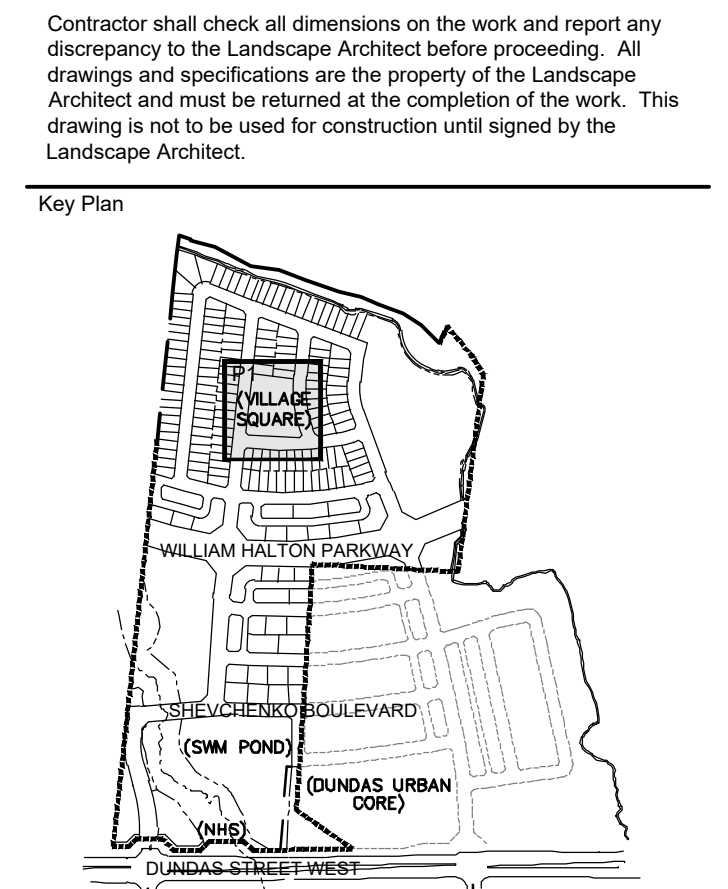 Contractor shall check all dimensions on the work and report any
discrepancy to the Landscape Architect before proceeding.  All
drawings and specifications are the property of the Landscape
Architect and must be returned at the completion of the work.  This
drawing is not to be used for construction until signed by the
Landscape Architect.
Key Plan
P1
(VILLAGE
SQUARE)
WILLIAM HALTON PARKWAY
SHEVCHENKO BOULEVARD
(SWM POND)
(DUNDAS URBAN
CORE)
(NHS)
DUNDAS STREET WEST